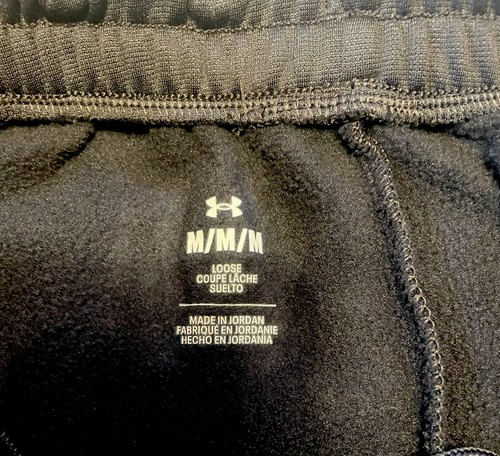 M/M/M
LOOSE
COUPE LÂCHE
SUELTO
MADE IN JORDAN
FABRIQUÉ EN JORDANIE
HECHO EN JORDANIA